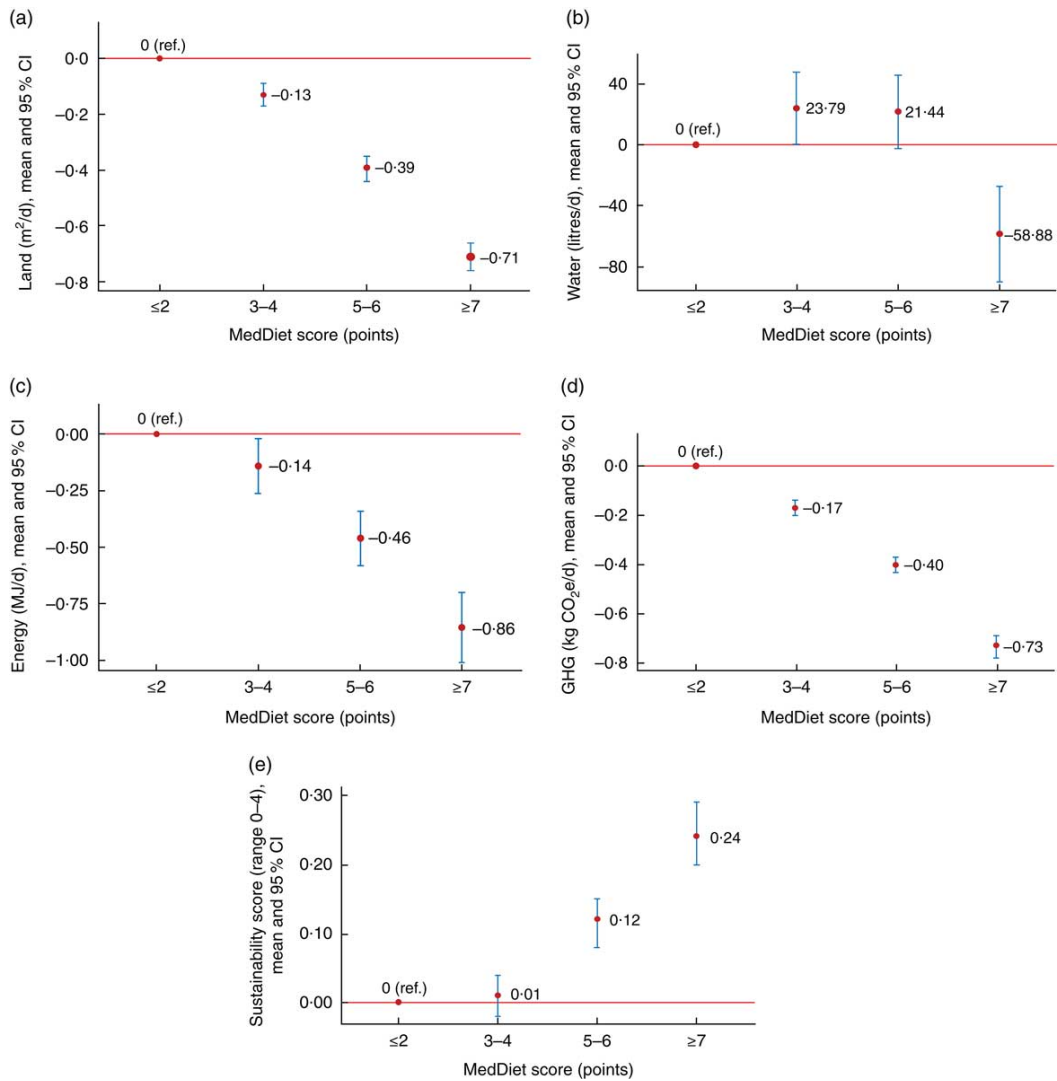 (a)
Land (m²/d), mean and 95 % CI
0·0
–0·2
–0·4
–0·6
–0·8
0 (ref.)
–0·13
–0·39
–0·71
≤2 3–4 5–6 ≥7
MedDiet score (points)
(b)
Water (litres/d), mean and 95 % CI
40
0
–40
–80
0 (ref.)
23·79
21·44
–58·88
≤2 3–4 5–6 ≥7
MedDiet score (points)
(c)
Energy (MJ/d), mean and 95 % CI
0·00
–0·25
–0·50
–0·75
–1·00
0 (ref.)
–0·14
–0·46
–0·86
≤2 3–4 5–6 ≥7
MedDiet score (points)
(d)
GHG (kg CO₂e/d), mean and 95 % CI
0·0
–0·2
–0·4
–0·6
–0·8
0 (ref.)
–0·17
–0·40
–0·73
≤2 3–4 5–6 ≥7
MedDiet score (points)
(e)
Sustainability score (range 0–4),
mean and 95 % CI
0·30
0·20
0·10
0·00
0 (ref.)
0·01
0·12
0·24
≤2 3–4 5–6 ≥7
MedDiet score (points)